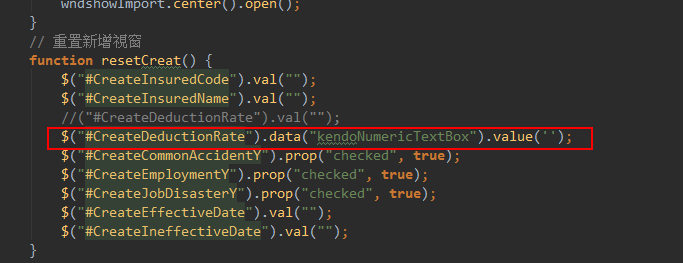 wndshowImport.center().open();
}
// 重置新增視窗
function resetCreat() {
$("#CreateInsuredCode").val("");
$("#CreateInsuredName").val("");
//("#CreateDeductionRate").val("");
$("#CreateDeductionRate").data("kendoNumericTextBox").value('');
$("#CreateCommonAccidentY").prop("checked", true);
$("#CreateEmploymentY").prop("checked", true);
$("#CreateJobDisasterY").prop("checked", true);
$("#CreateEffectiveDate").val("");
$("#CreateIneffectiveDate").val("");
}